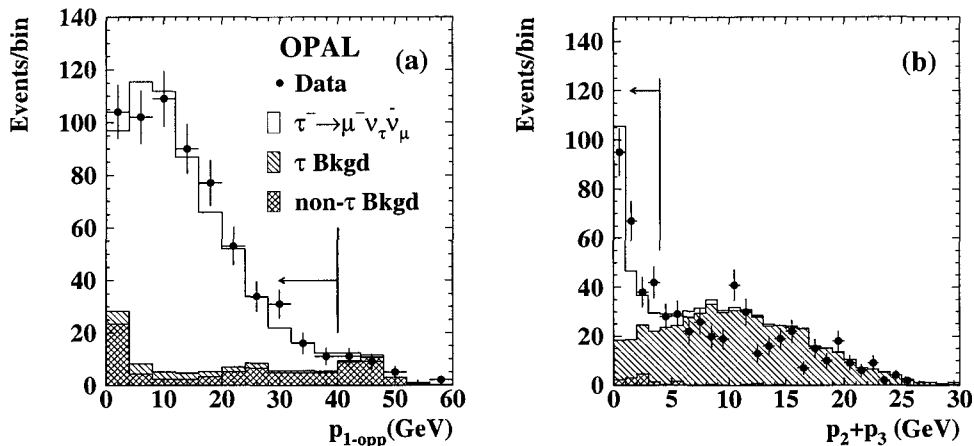 Events/bin
140
120
100
80
60
40
20
0
0 10 20 30 40 50 60
p1-opp(GeV)
OPAL
(a)
Data
τ⁻→μ⁻ντν̄μ
τ Bkgd
non-τ Bkgd
Events/bin
140
120
100
80
60
40
20
0
0 5 10 15 20 25 30
p2+p3 (GeV)
(b)